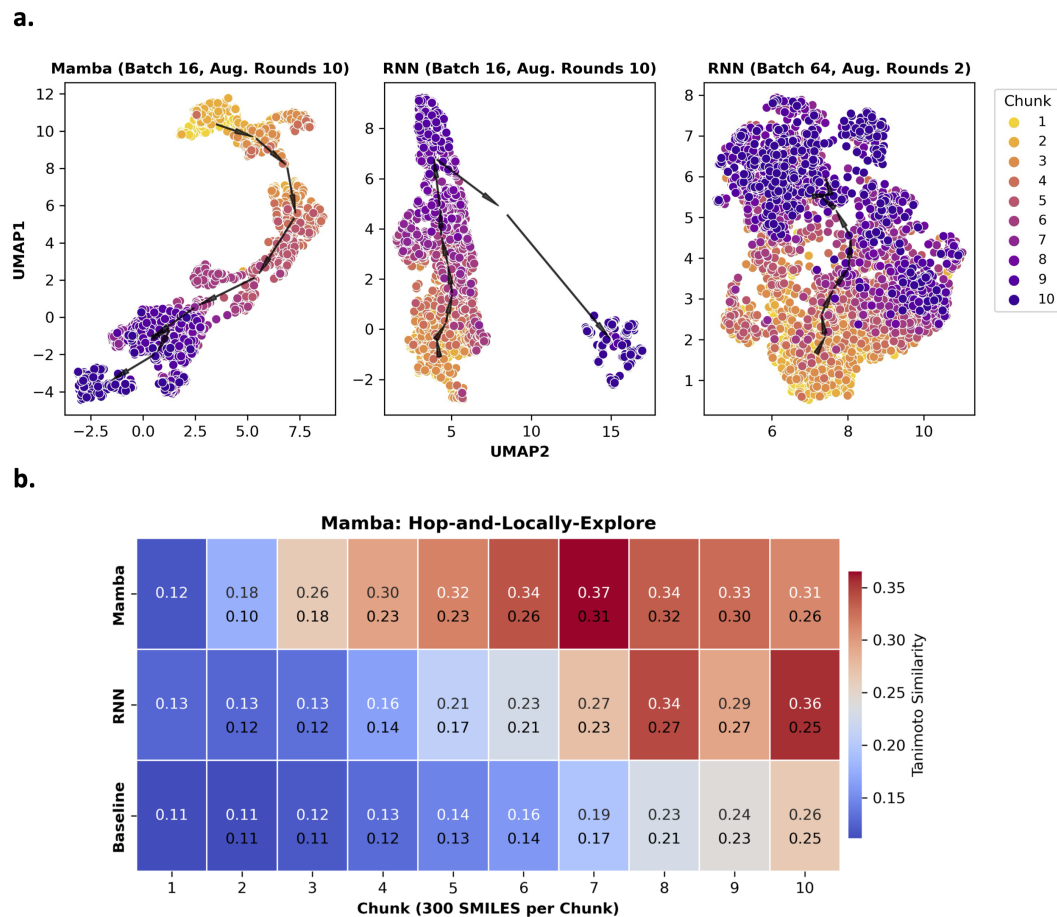 a.
Mamba (Batch 16, Aug. Rounds 10)
RNN (Batch 16, Aug. Rounds 10)
RNN (Batch 64, Aug. Rounds 2)
UMAP1
12
10
8
6
4
2
0
−2
−4
−2.5 0.0 2.5 5.0 7.5
8
6
4
2
0
−2
5 10 15
UMAP2
8
7
6
5
4
3
2
1
6 8 10
Chunk
1
2
3
4
5
6
7
8
9
10
b.
Mamba: Hop-and-Locally-Explore
Mamba
0.12 0.18 0.26 0.30 0.32 0.34 0.37 0.34 0.33 0.31
0.10 0.18 0.23 0.23 0.26 0.31 0.32 0.30 0.26
RNN
0.13 0.13 0.13 0.16 0.21 0.23 0.27 0.34 0.29 0.36
0.12 0.12 0.14 0.17 0.21 0.23 0.27 0.27 0.25
Baseline
0.11 0.11 0.12 0.13 0.14 0.16 0.19 0.23 0.24 0.26
0.11 0.11 0.12 0.13 0.14 0.17 0.21 0.23 0.25
1 2 3 4 5 6 7 8 9 10
Chunk (300 SMILES per Chunk)
0.35
0.30
0.25
0.20
0.15
Tanimoto Similarity